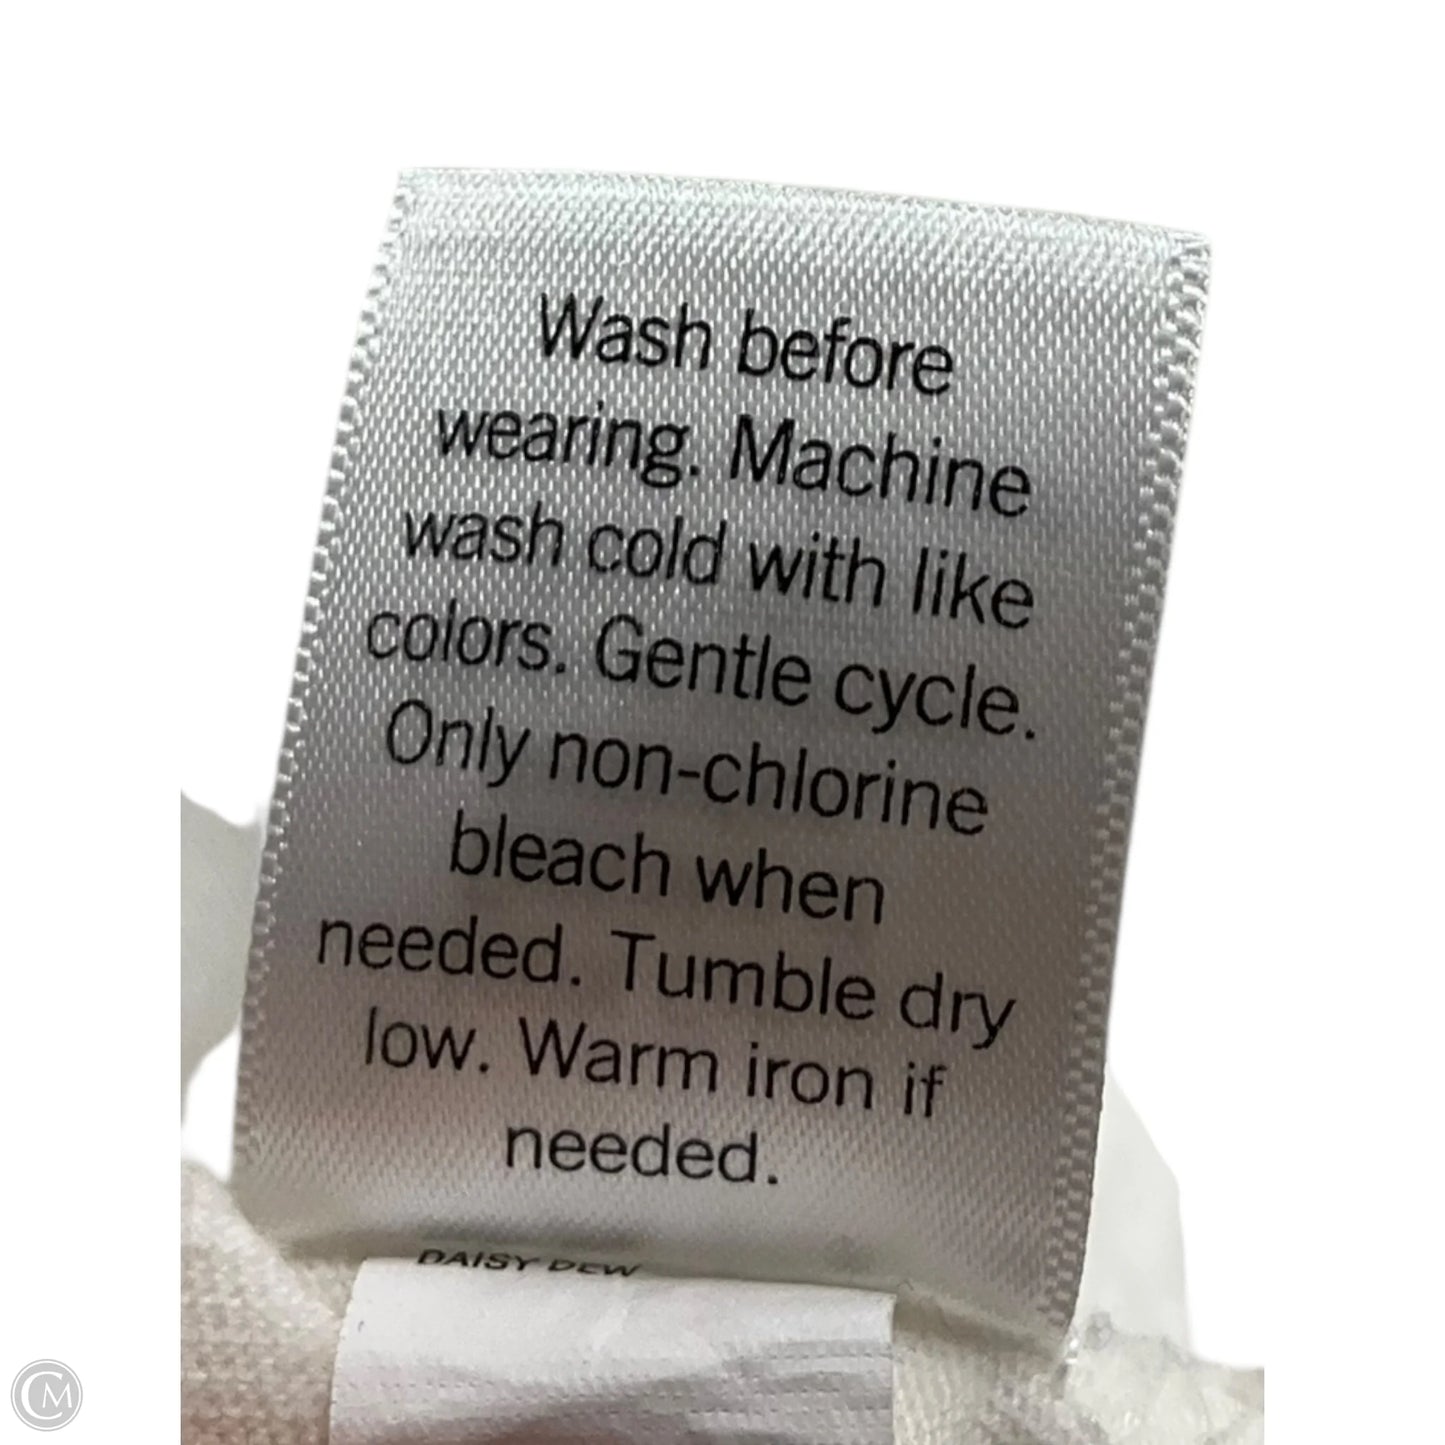 Wash before
wearing. Machine
wash cold with like
colors. Gentle cycle.
Only non-chlorine
bleach when
needed. Tumble dry
low. Warm iron if
needed.
DAISY DEW
CM